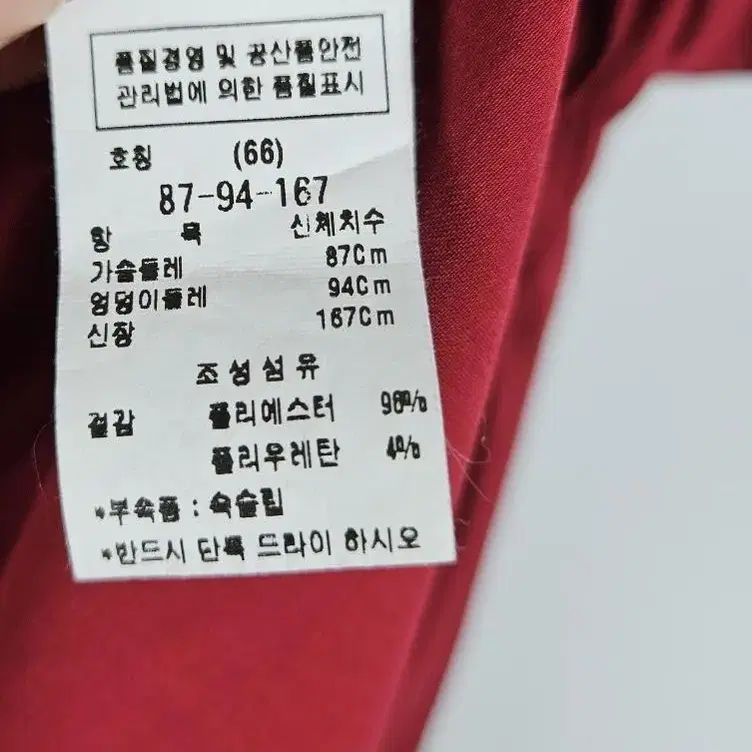 품질경영 및 공산품안전
관리법에 의한 품질표시
호칭 (66)
87-94-167
항 목 신체치수
가슴둘레 87Cm
엉덩이둘레 94Cm
신장 167Cm
조성섬유
겉감 폴리에스터 96%
폴리우레탄 4%
*부속품 : 속슬립
*반드시 단독 드라이 하시오